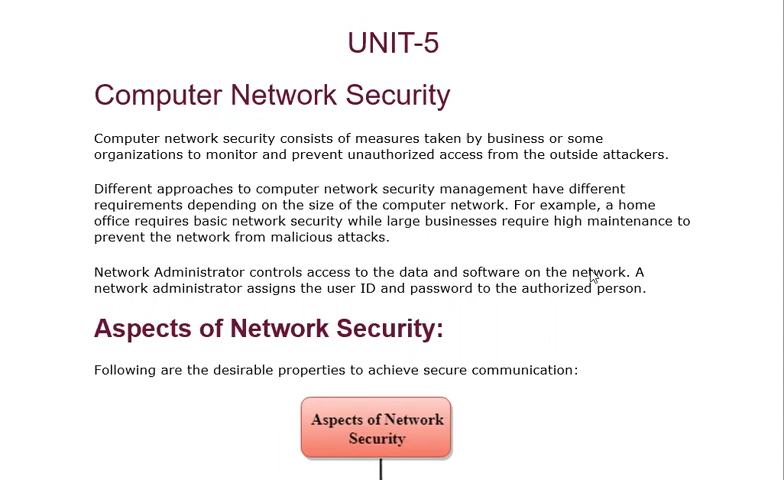 UNIT-5
Computer Network Security
Computer network security consists of measures taken by business or some
organizations to monitor and prevent unauthorized access from the outside attackers.
Different approaches to computer network security management have different
requirements depending on the size of the computer network. For example, a home
office requires basic network security while large businesses require high maintenance to
prevent the network from malicious attacks.
Network Administrator controls access to the data and software on the network. A
network administrator assigns the user ID and password to the authorized person.
Aspects of Network Security:
Following are the desirable properties to achieve secure communication:
Aspects of Network
Security